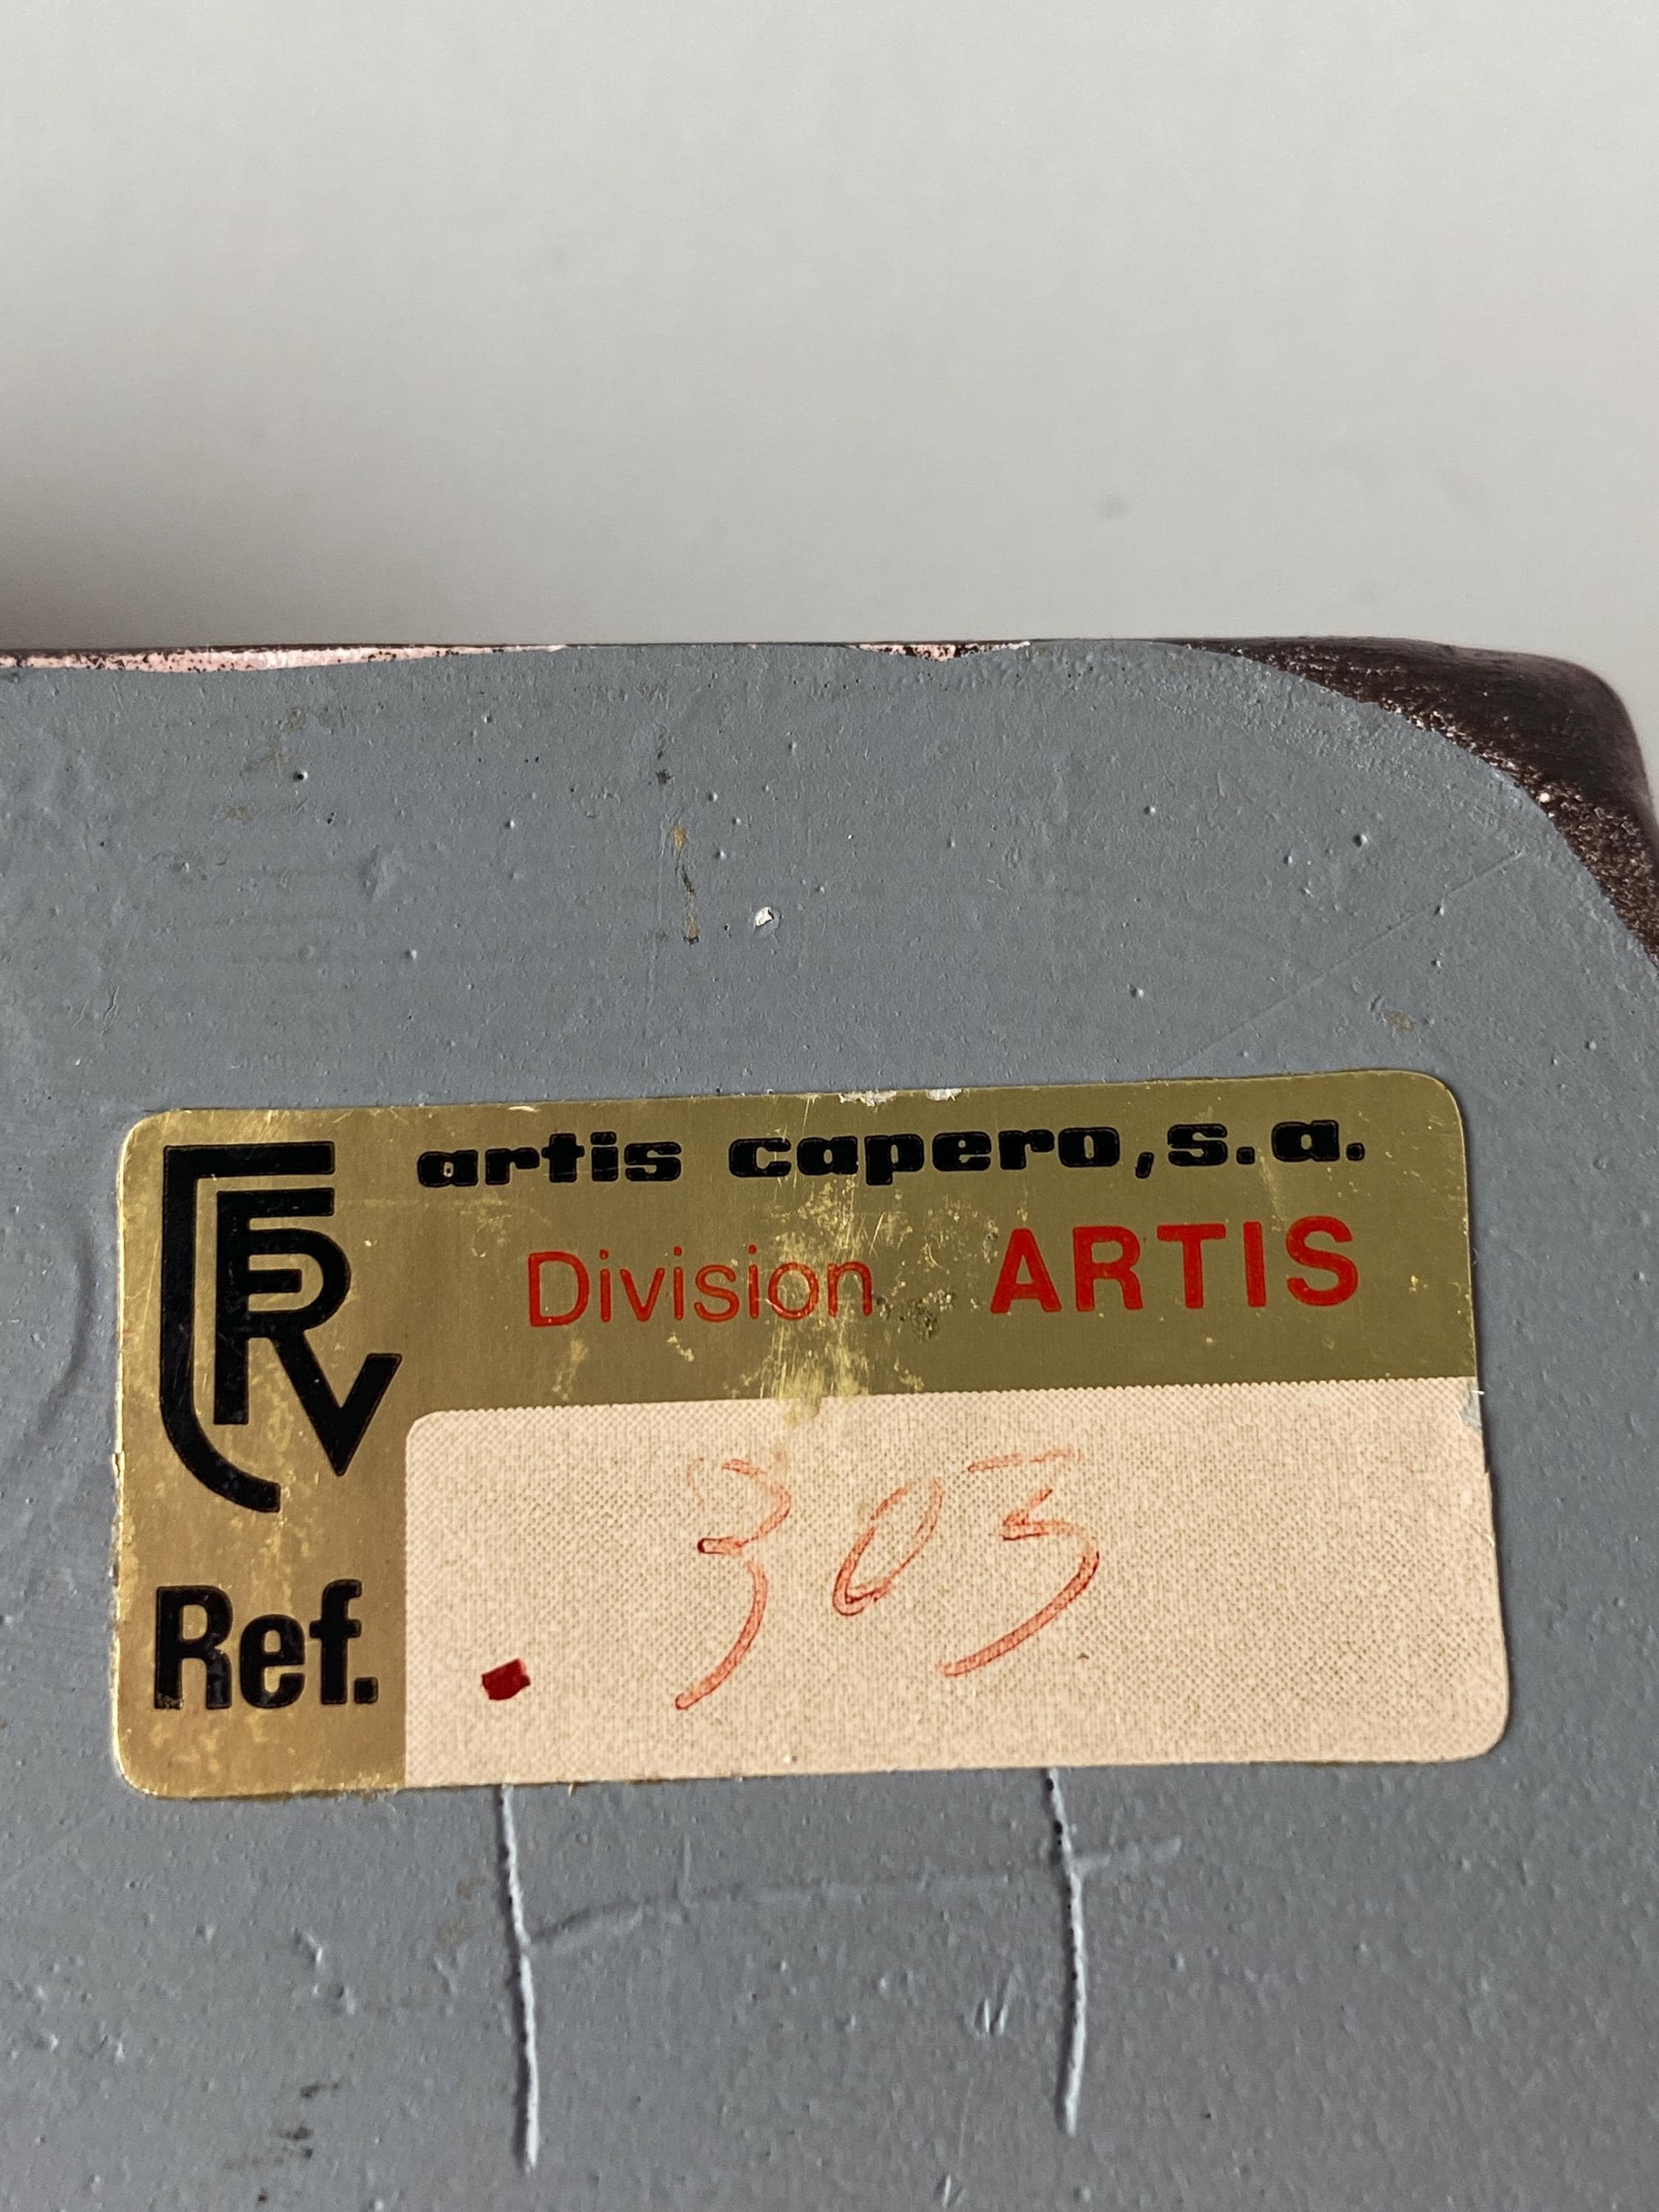 artis capero, s.a.
Division ARTIS
Ref. . 303